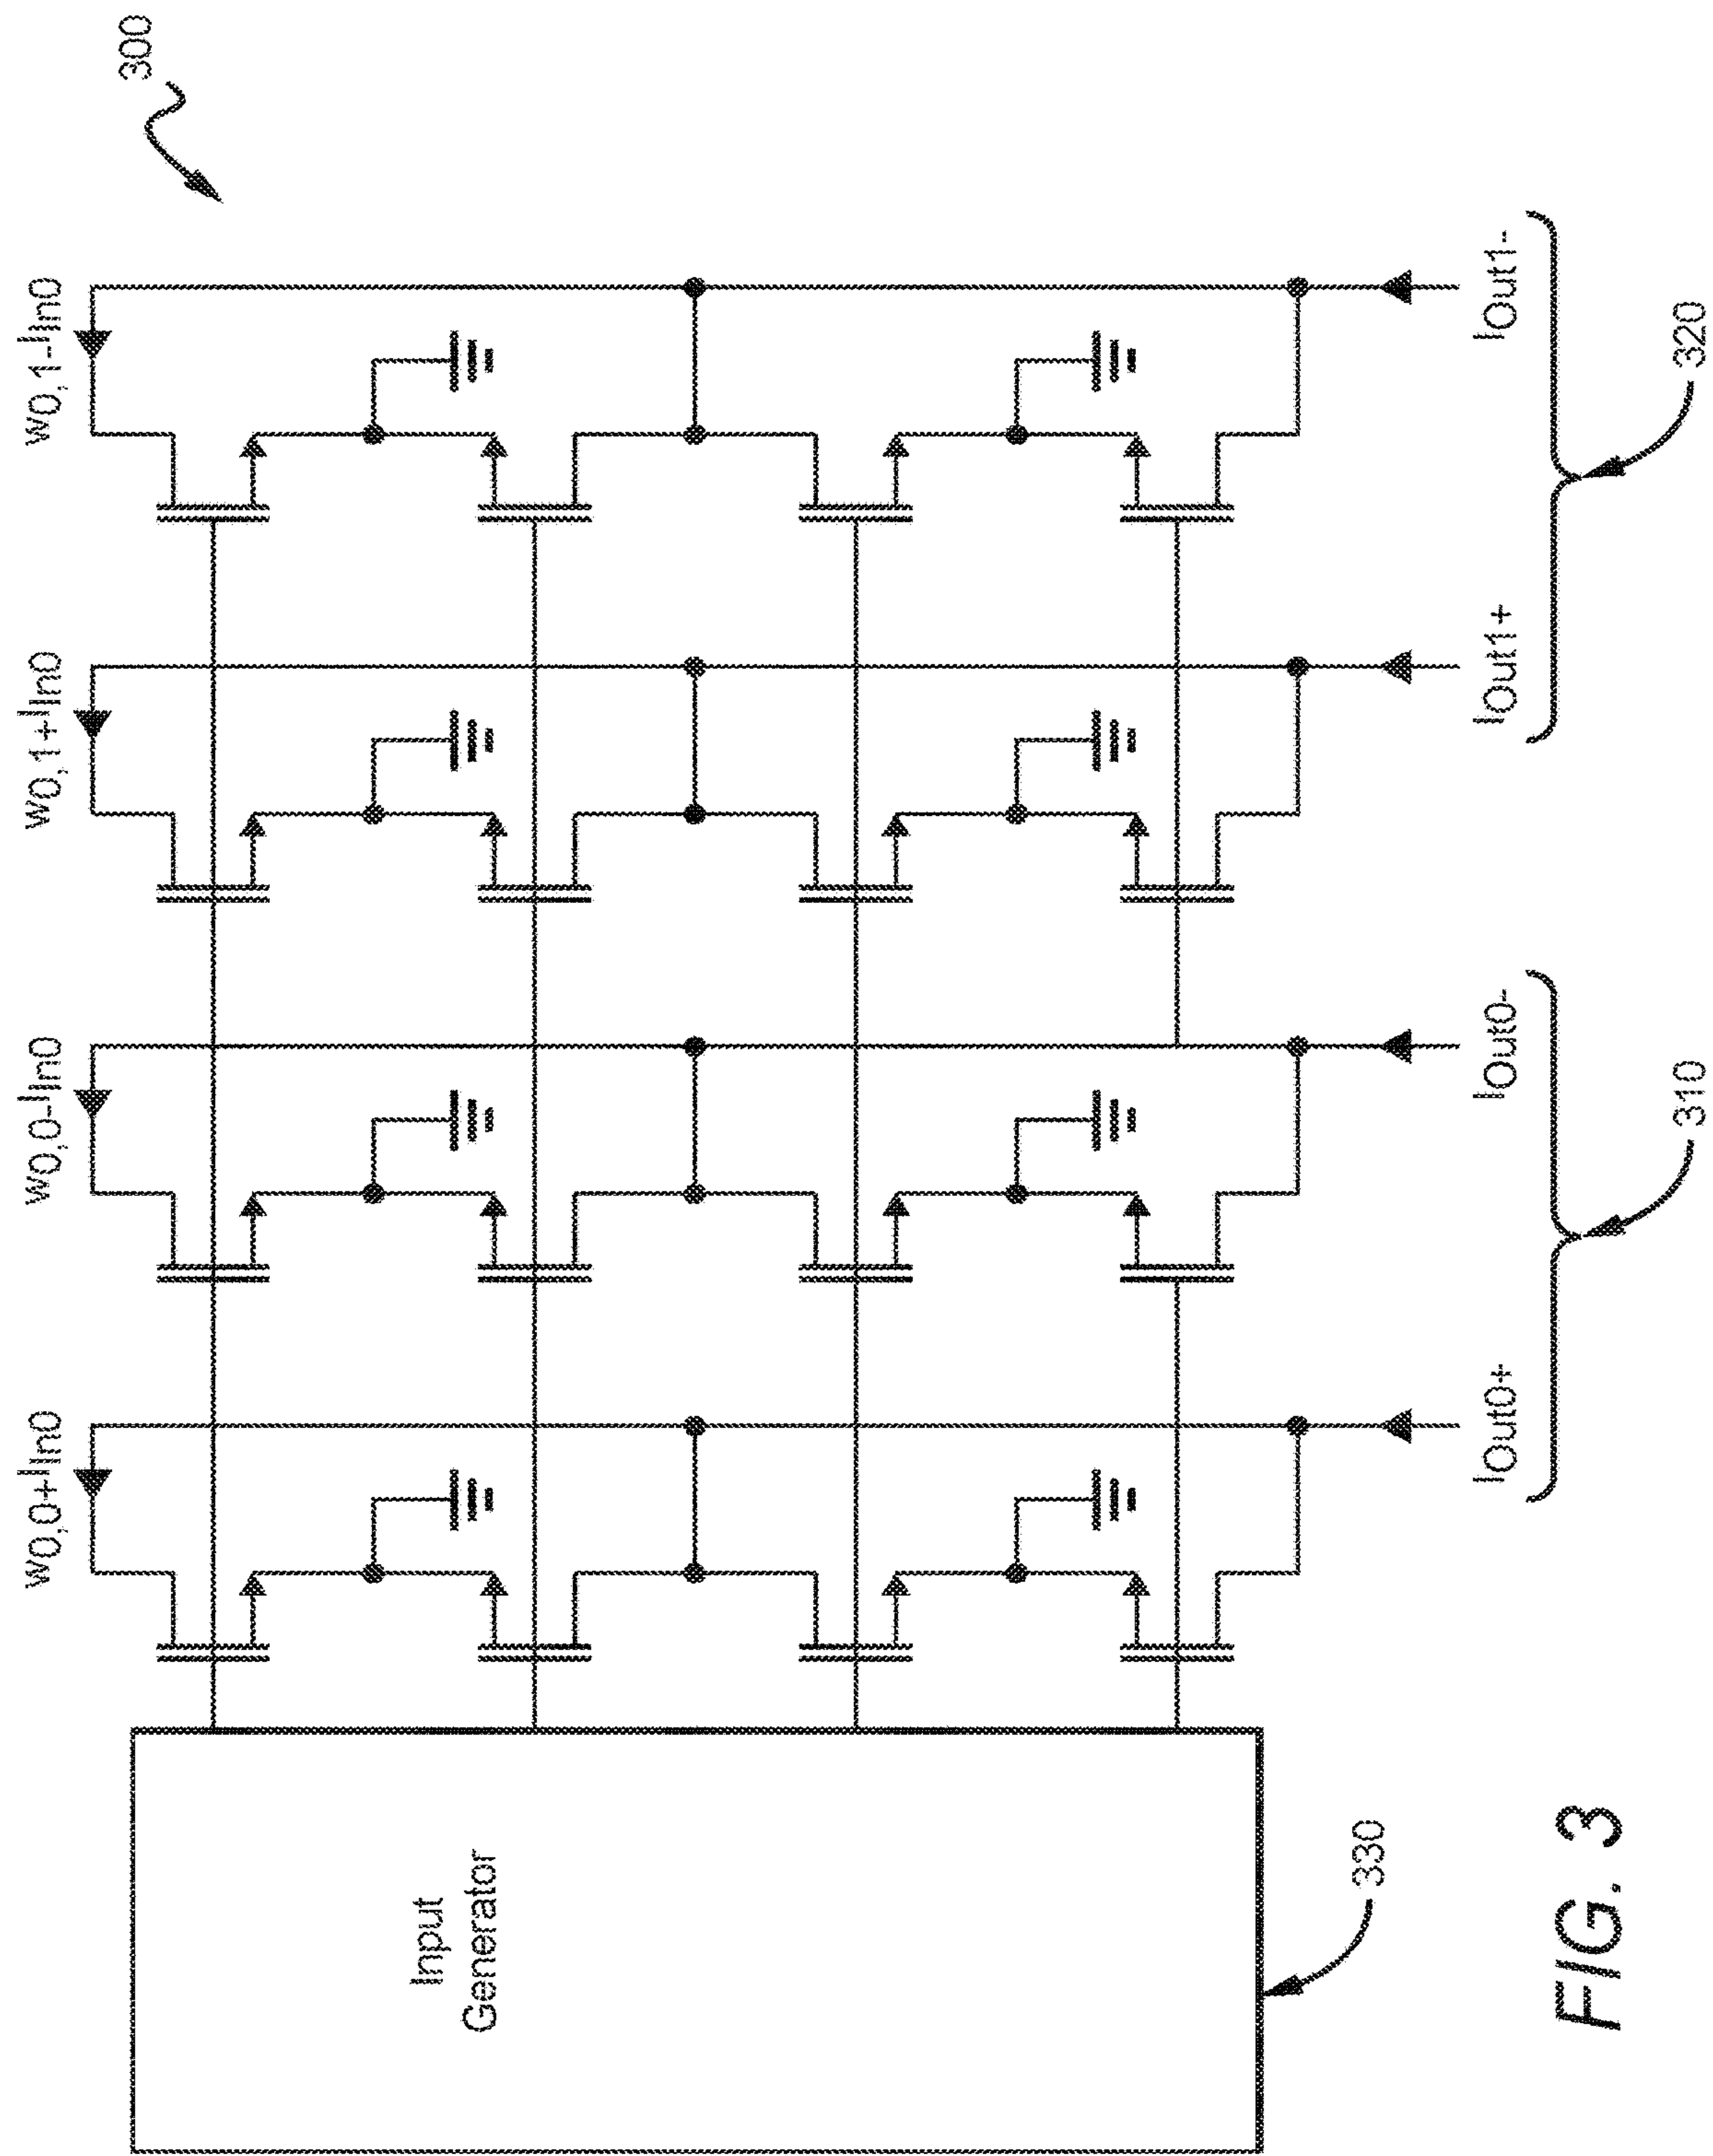 300
w0,0+IIn0
w0,0-IIn0
w0,1+IIn0
w0,1-IIn0
Input
Generator
330
IOut0+
IOut0-
IOut1+
IOut1-
310
320
FIG. 3